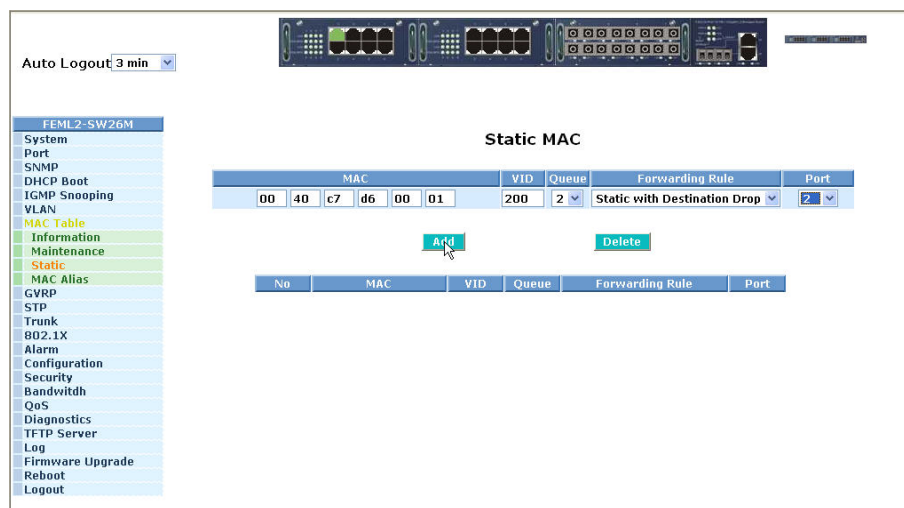 Auto Logout 3 min
FEML2-SW26M
System
Port
SNMP
DHCP Boot
IGMP Snooping
VLAN
MAC Table
Information
Maintenance
Static
MAC Alias
GVRP
STP
Trunk
802.1X
Alarm
Configuration
Security
Bandwitdh
QoS
Diagnostics
TFTP Server
Log
Firmware Upgrade
Reboot
Logout
Static MAC
MAC VID Queue Forwarding Rule Port
00 40 c7 d6 00 01 200 2 Static with Destination Drop 2
Add Delete
No MAC VID Queue Forwarding Rule Port